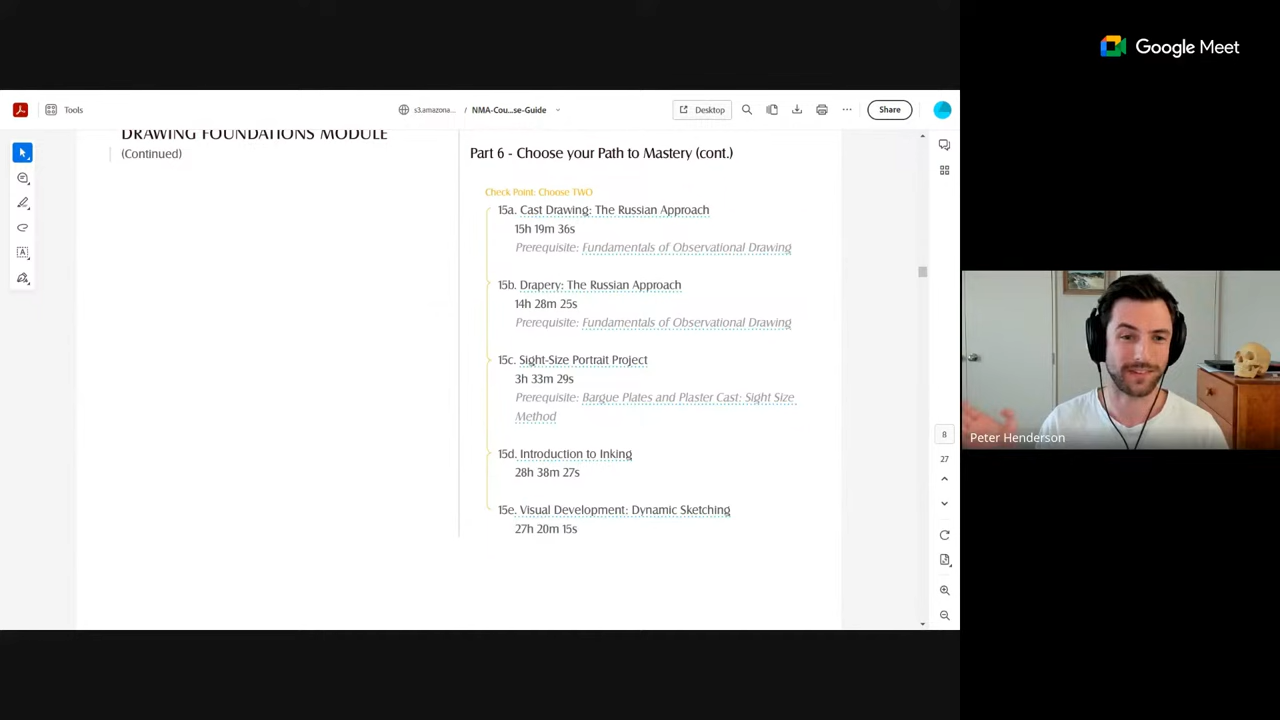 Google Meet
Tools
s3.amazona... / NMA-Cou...se-Guide
Desktop
Share
DRAWING FOUNDATIONS MODULE
(Continued)
Part 6 - Choose your Path to Mastery (cont.)
Check Point: Choose TWO
15a. Cast Drawing: The Russian Approach
15h 19m 36s
Prerequisite: Fundamentals of Observational Drawing
15b. Drapery: The Russian Approach
14h 28m 25s
Prerequisite: Fundamentals of Observational Drawing
15c. Sight-Size Portrait Project
3h 33m 29s
Prerequisite: Bargue Plates and Plaster Cast: Sight Size
Method
15d. Introduction to Inking
28h 38m 27s
15e. Visual Development: Dynamic Sketching
27h 20m 15s
8
27
Peter Henderson